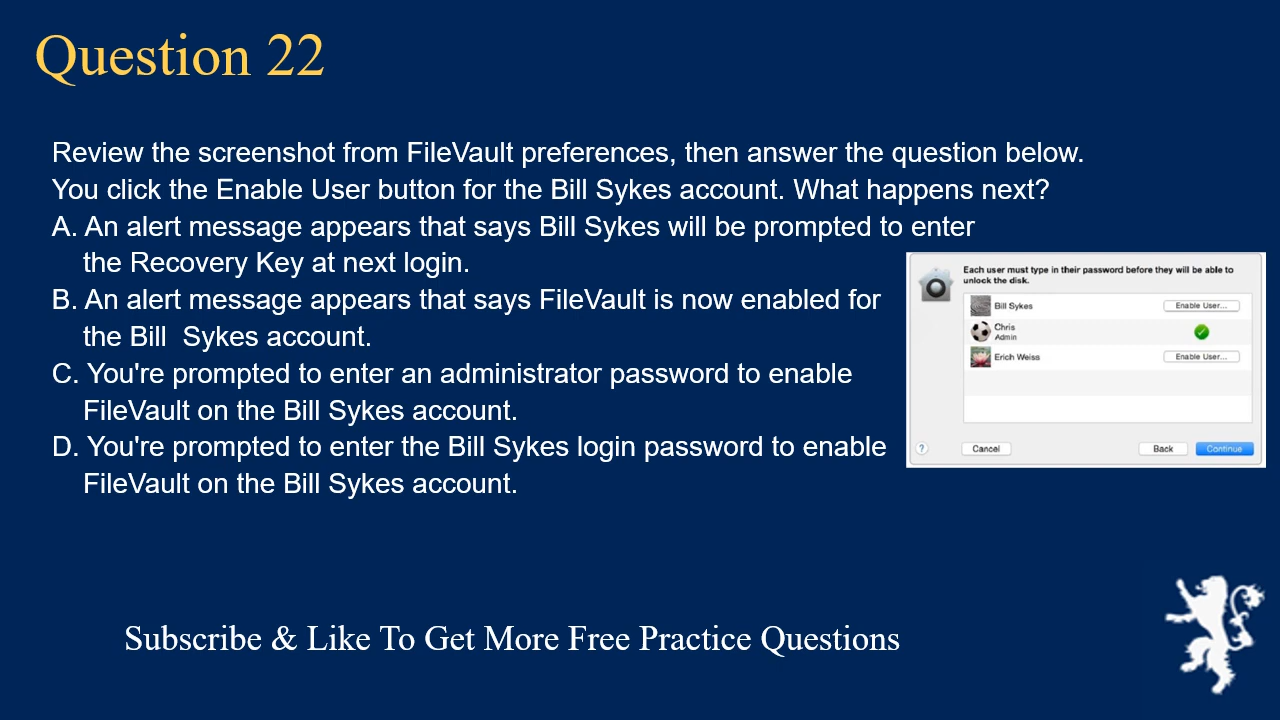 Question 22
Review the screenshot from FileVault preferences, then answer the question below.
You click the Enable User button for the Bill Sykes account. What happens next?
A. An alert message appears that says Bill Sykes will be prompted to enter
the Recovery Key at next login.
B. An alert message appears that says FileVault is now enabled for
the Bill  Sykes account.
C. You're prompted to enter an administrator password to enable
FileVault on the Bill Sykes account.
D. You're prompted to enter the Bill Sykes login password to enable
FileVault on the Bill Sykes account.
Each user must type in their password before they will be able to
unlock the disk.
Bill Sykes Enable User...
Chris
Admin
Erich Weiss Enable User...
? Cancel Back Continue
Subscribe & Like To Get More Free Practice Questions